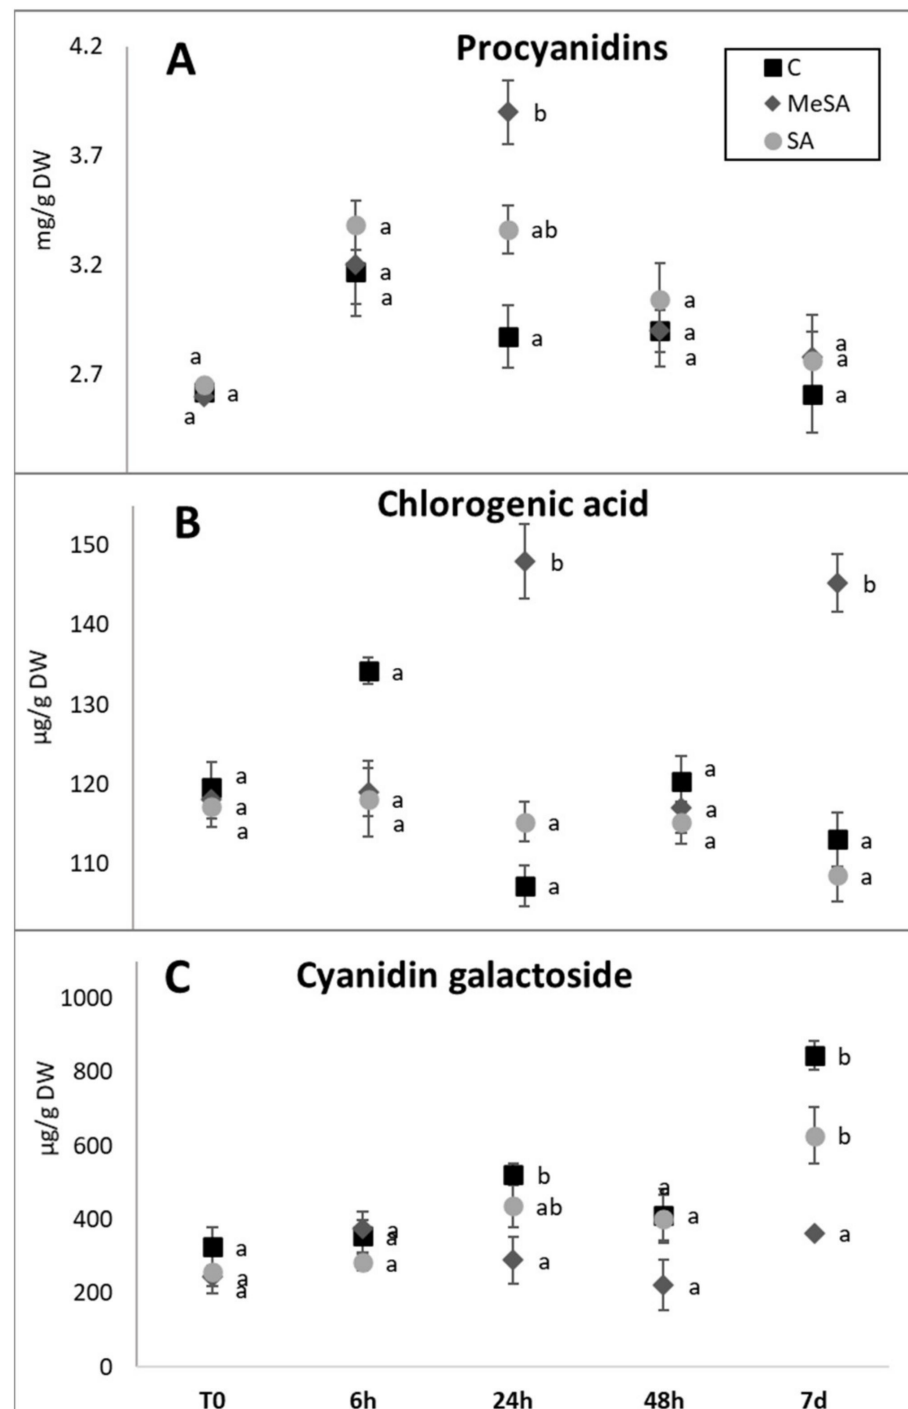 A Procyanidins
4.2
3.7
3.2
2.7
mg/g DW
C
MeSA
SA
a
a
a
a
a
a
b
ab
a
a
a
a
a
a
a
B Chlorogenic acid
150
140
130
120
110
µg/g DW
a
a
a
a
a
a
b
a
a
a
a
a
b
a
a
C Cyanidin galactoside
1000
800
600
400
200
0
µg/g DW
a
a
a
a
a
a
b
ab
a
a
a
a
b
b
a
T0 6h 24h 48h 7d